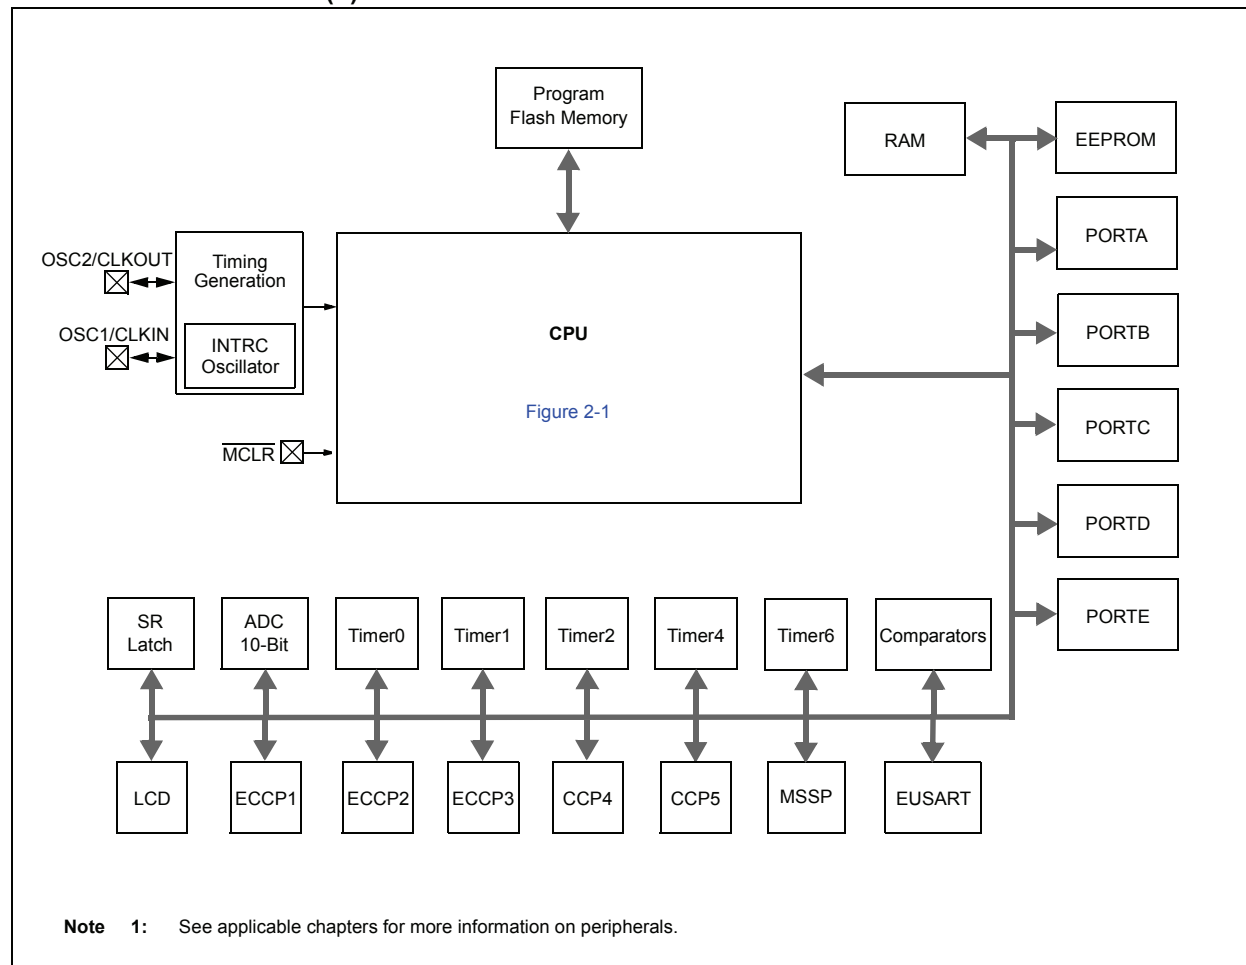 Program
Flash Memory
RAM
EEPROM
PORTA
OSC2/CLKOUT
Timing
Generation
OSC1/CLKIN
INTRC
Oscillator
CPU
PORTB
Figure 2-1
PORTC
MCLR
PORTD
SR
Latch
ADC
10-Bit
Timer0
Timer1
Timer2
Timer4
Timer6
Comparators
PORTE
LCD
ECCP1
ECCP2
ECCP3
CCP4
CCP5
MSSP
EUSART
Note 1: See applicable chapters for more information on peripherals.